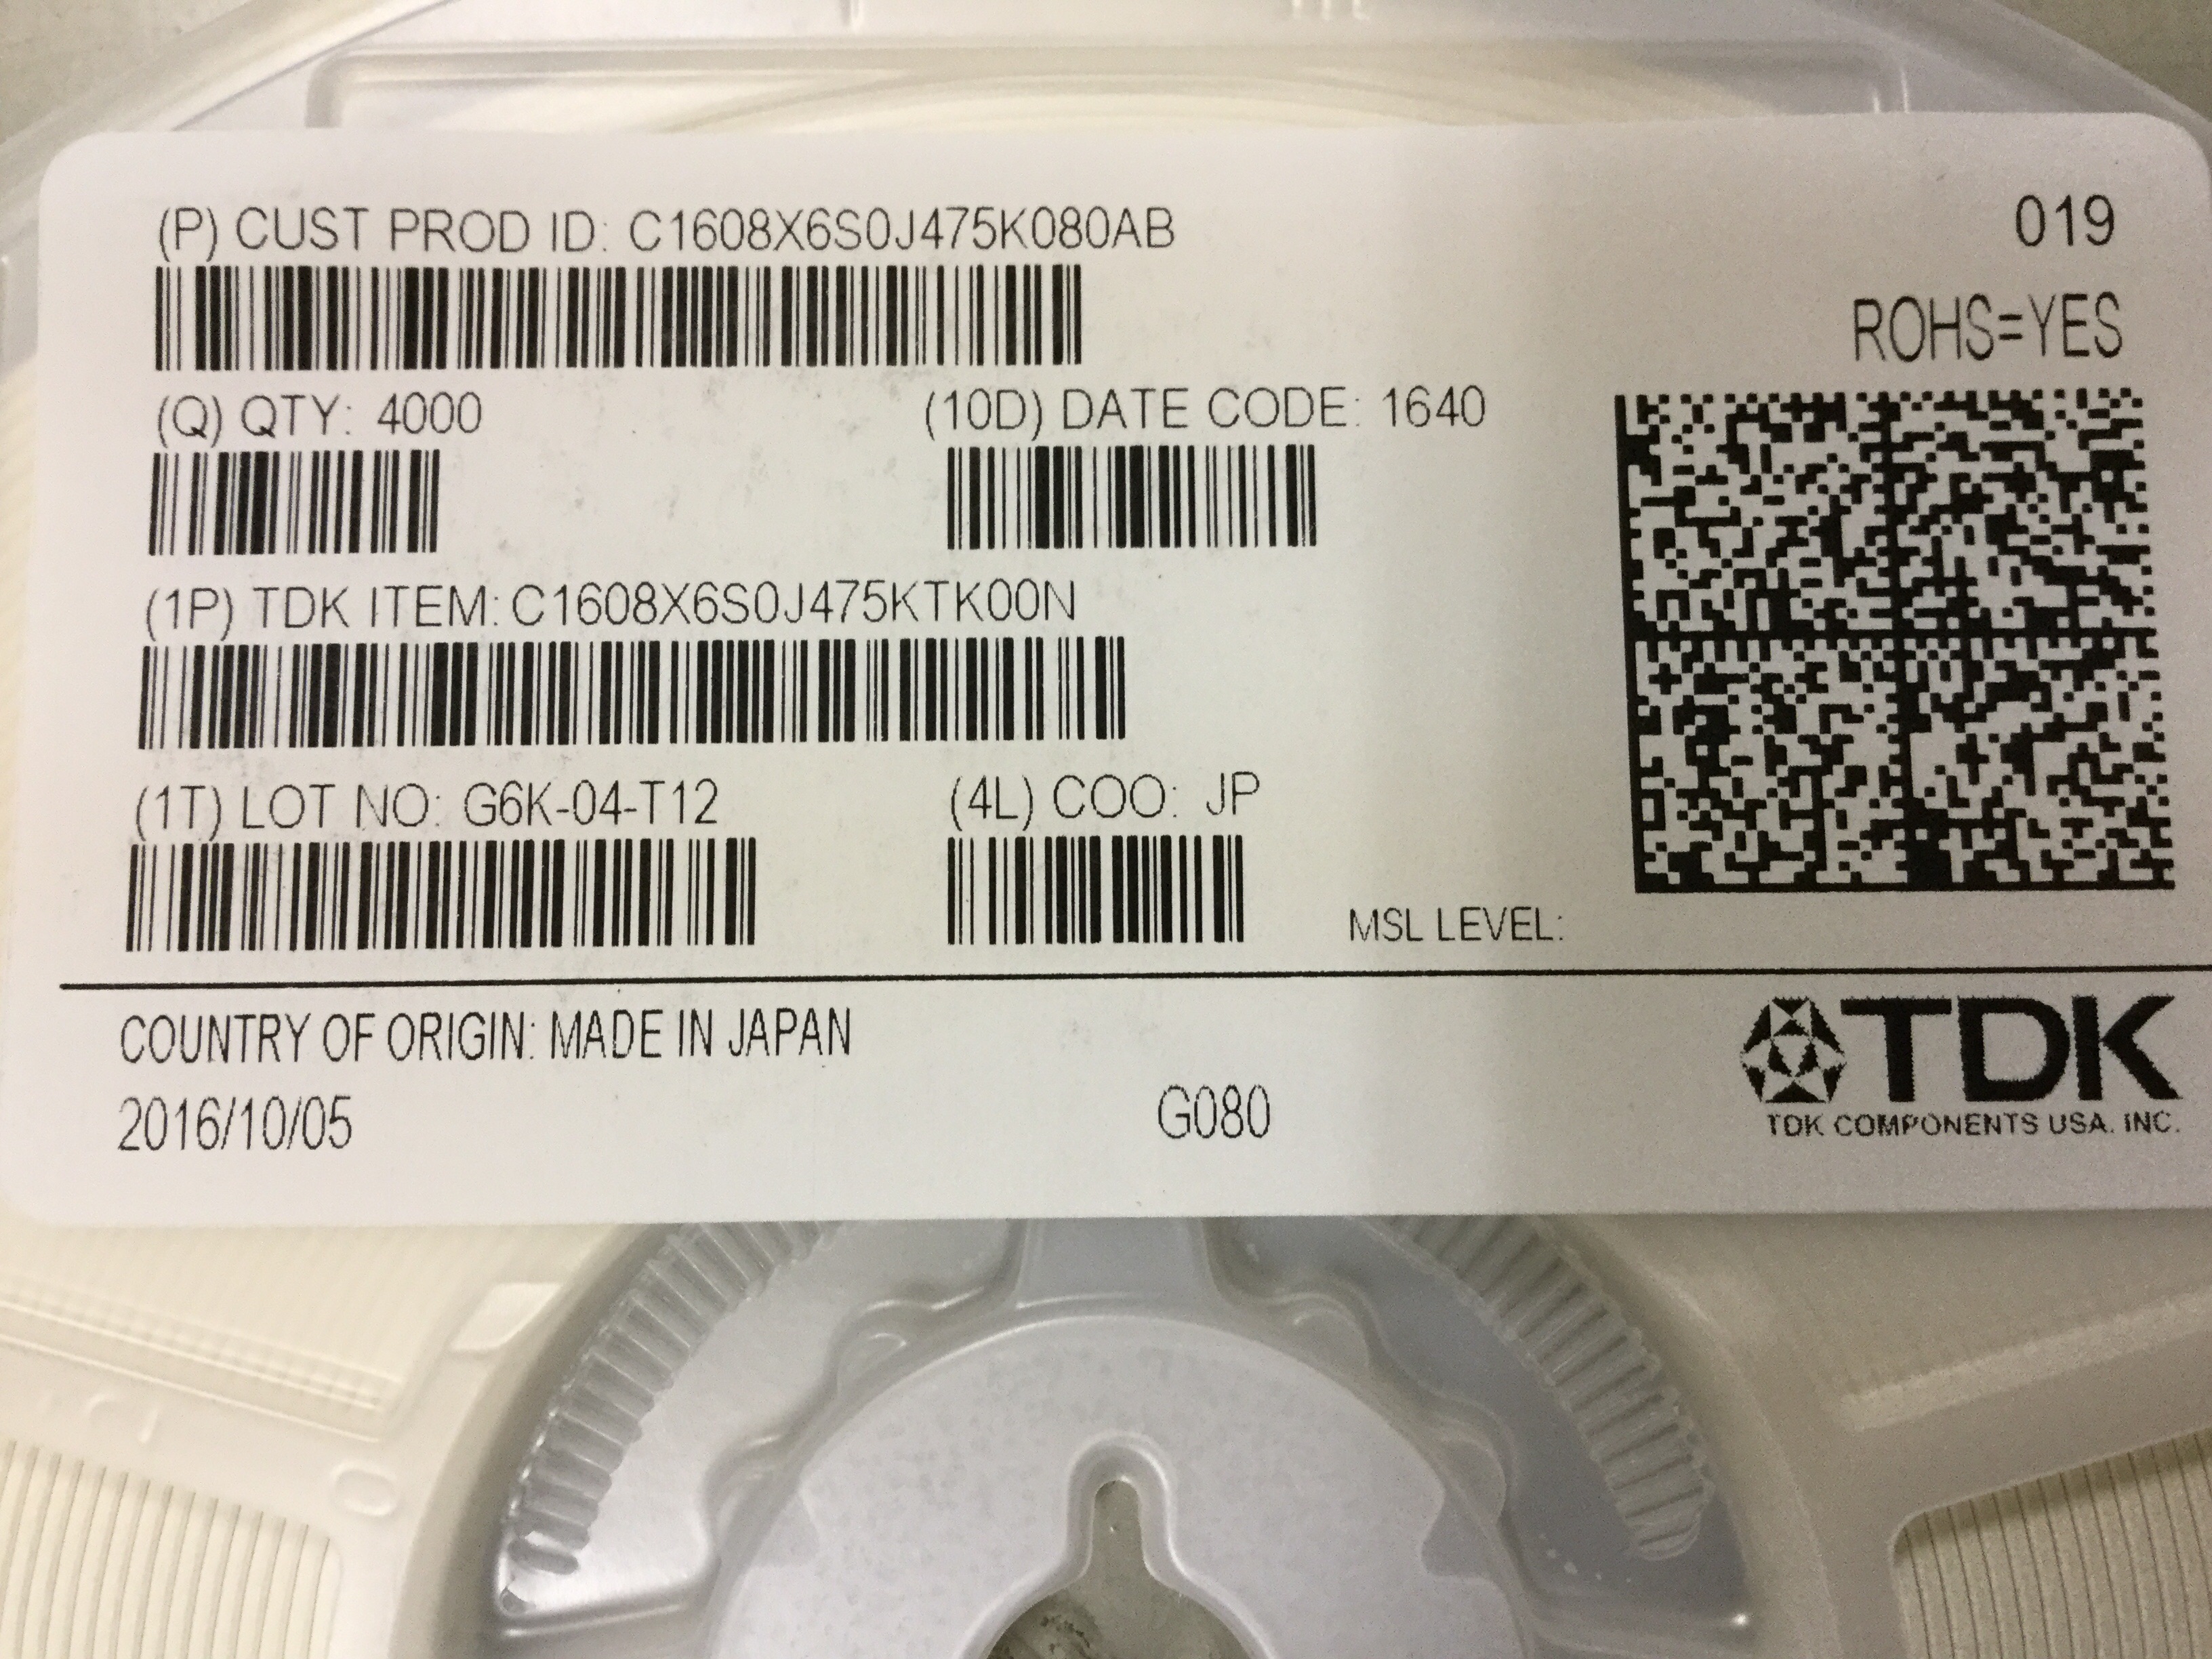 (P) CUST PROD ID: C1608X6S0J475K080AB
019
ROHS=YES
(Q) QTY: 4000
(10D) DATE CODE: 1640
(1P) TDK ITEM: C1608X6S0J475KTK00N
(1T) LOT NO: G6K-04-T12
(4L) COO: JP
MSL LEVEL:
COUNTRY OF ORIGIN: MADE IN JAPAN
2016/10/05
G080
TDK
TDK COMPONENTS USA. INC.